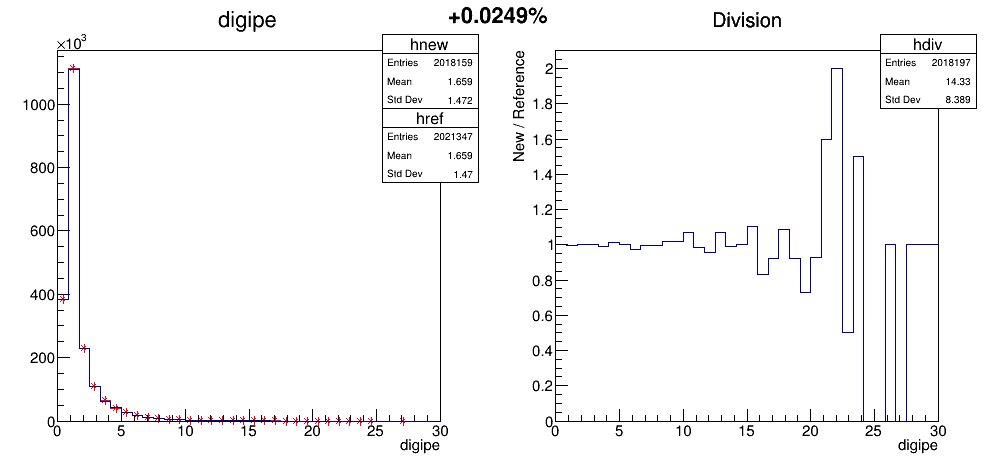 digipe
+0.0249%
Division
×10³
hnew
Entries 2018159
Mean 1.659
Std Dev 1.472
href
Entries 2021347
Mean 1.659
Std Dev 1.47
1000
800
600
400
200
0
0 5 10 15 20 25 30
digipe
hdiv
Entries 2018197
Mean 14.33
Std Dev 8.389
New / Reference
2
1.8
1.6
1.4
1.2
1
0.8
0.6
0.4
0.2
0
0 5 10 15 20 25 30
digipe